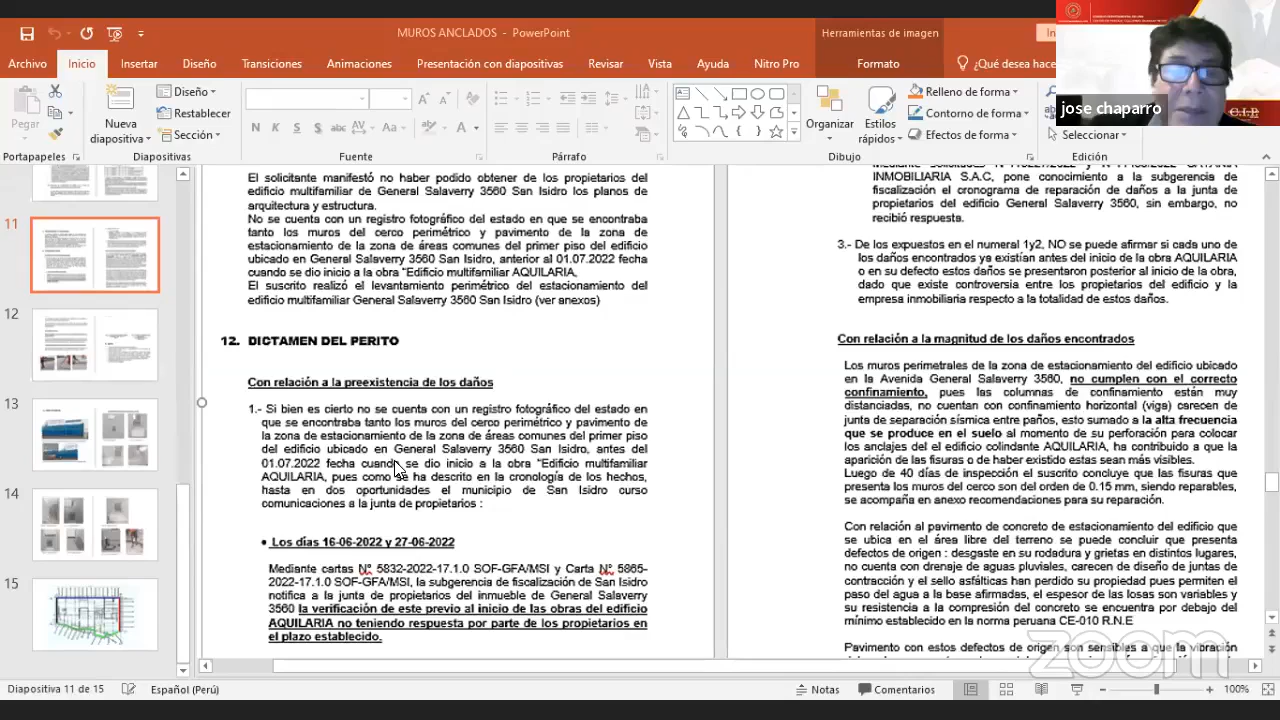 MUROS ANCLADOS - PowerPoint
Herramientas de imagen
In
Archivo
Inicio
Insertar
Diseño
Transiciones
Animaciones
Presentación con diapositivas
Revisar
Vista
Ayuda
Nitro Pro
Formato
¿Qué desea hace
jose chaparro
C.I.P
Pegar
Nueva
diapositiva
Diseño
Restablecer
Sección
N K S S abc AV Aa A
Organizar
Estilos
rápidos
Relleno de forma
Contorno de forma
Efectos de forma
Seleccionar
Portapapeles
Diapositivas
Fuente
Párrafo
Dibujo
Edición
11
12
13
14
15
El solicitante manifestó no haber podido obtener de los propietarios del
edificio multifamiliar de General Salaverry 3560 San Isidro los planos de
arquitectura y estructura.
No se cuenta con un registro fotográfico del estado en que se encontraba
tanto los muros del cerco perimétrico y pavimento de la zona de
estacionamiento de la zona de áreas comunes del primer piso del edificio
ubicado en General Salaverry 3560 San Isidro, anterior al 01.07.2022 fecha
cuando se dio inicio a la obra "Edificio multifamiliar AQUILARIA,
El suscrito realizó el levantamiento perimétrico del estacionamiento del
edificio multifamiliar General Salaverry 3560 San Isidro (ver anexos)
12. DICTAMEN DEL PERITO
Con relación a la preexistencia de los daños
1.- Si bien es cierto no se cuenta con un registro fotográfico del estado en
que se encontraba tanto los muros del cerco perimétrico y pavimento de
la zona de estacionamiento de la zona de áreas comunes del primer piso
del edificio ubicado en General Salaverry 3560 San Isidro, antes del
01.07.2022 fecha cuando se dio inicio a la obra "Edificio multifamiliar
AQUILARIA, pues como se ha descrito en la cronología de los hechos,
hasta en dos oportunidades el municipio de San Isidro curso
comunicaciones a la junta de propietarios :
• Los días 16-06-2022 y 27-06-2022
Mediante cartas N° 5832-2022-17.1.0 SOF-GFA/MSI y Carta N° 5865-
2022-17.1.0 SOF-GFA/MSI, la subgerencia de fiscalización de San Isidro
notifica a la junta de propietarios del inmueble de General Salaverry
3560 la verificación de este previo al inicio de las obras del edificio
AQUILARIA no teniendo respuesta por parte de los propietarios en
el plazo establecido.
INMOBILIARIA S.A.C, pone conocimiento a la subgerencia de
fiscalización el cronograma de reparación de daños a la junta de
propietarios del edificio General Salaverry 3560, sin embargo, no
recibió respuesta.
3.- De los expuestos en el numeral 1y2, NO se puede afirmar si cada uno de
los daños encontrados ya existían antes del inicio de la obra AQUILARIA
o en su defecto estos daños se presentaron posterior al inicio de la obra,
dado que existe controversia entre los propietarios del edificio y la
empresa inmobiliaria respecto a la totalidad de estos daños.
Con relación a la magnitud de los daños encontrados
Los muros perimetrales de la zona de estacionamiento del edificio ubicado
en la Avenida General Salaverry 3560, no cumplen con el correcto
confinamiento, pues las columnas de confinamiento están muy
distanciadas, no cuentan con confinamiento horizontal (viga) carecen de
junta de separación sísmica entre paños, esto sumado a la alta frecuencia
que se produce en el suelo al momento de su perforación para colocar
los anclajes del el edificio colindante AQUILARIA, ha contribuido a que
la aparición de las fisuras o de haber existido estas sean más visibles.
Luego de 40 días de inspección el suscrito concluye que las fisuras que
presenta los muros del cerco son del orden de 0.15 mm, siendo reparables,
se acompaña en anexo recomendaciones para su reparación.
Con relación al pavimento de concreto de estacionamiento del edificio que
se ubica en el área libre del terreno se puede concluir que presenta
defectos de origen : desgaste en su rodadura y grietas en distintos lugares,
no cuenta con drenaje de aguas pluviales, carecen de diseño de juntas de
contracción y el sello asfálticas han perdido su propiedad pues permiten el
paso del agua a la base afirmadas, el espesor de las losas son variables y
su resistencia a la compresión del concreto se encuentra por debajo del
mínimo establecido en la norma peruana CE-010 R.N.E
Pavimento con estos defectos de origen son sensibles a que la vibración
zoom
Diapositiva 11 de 15
Español (Perú)
Notas
Comentarios
100%